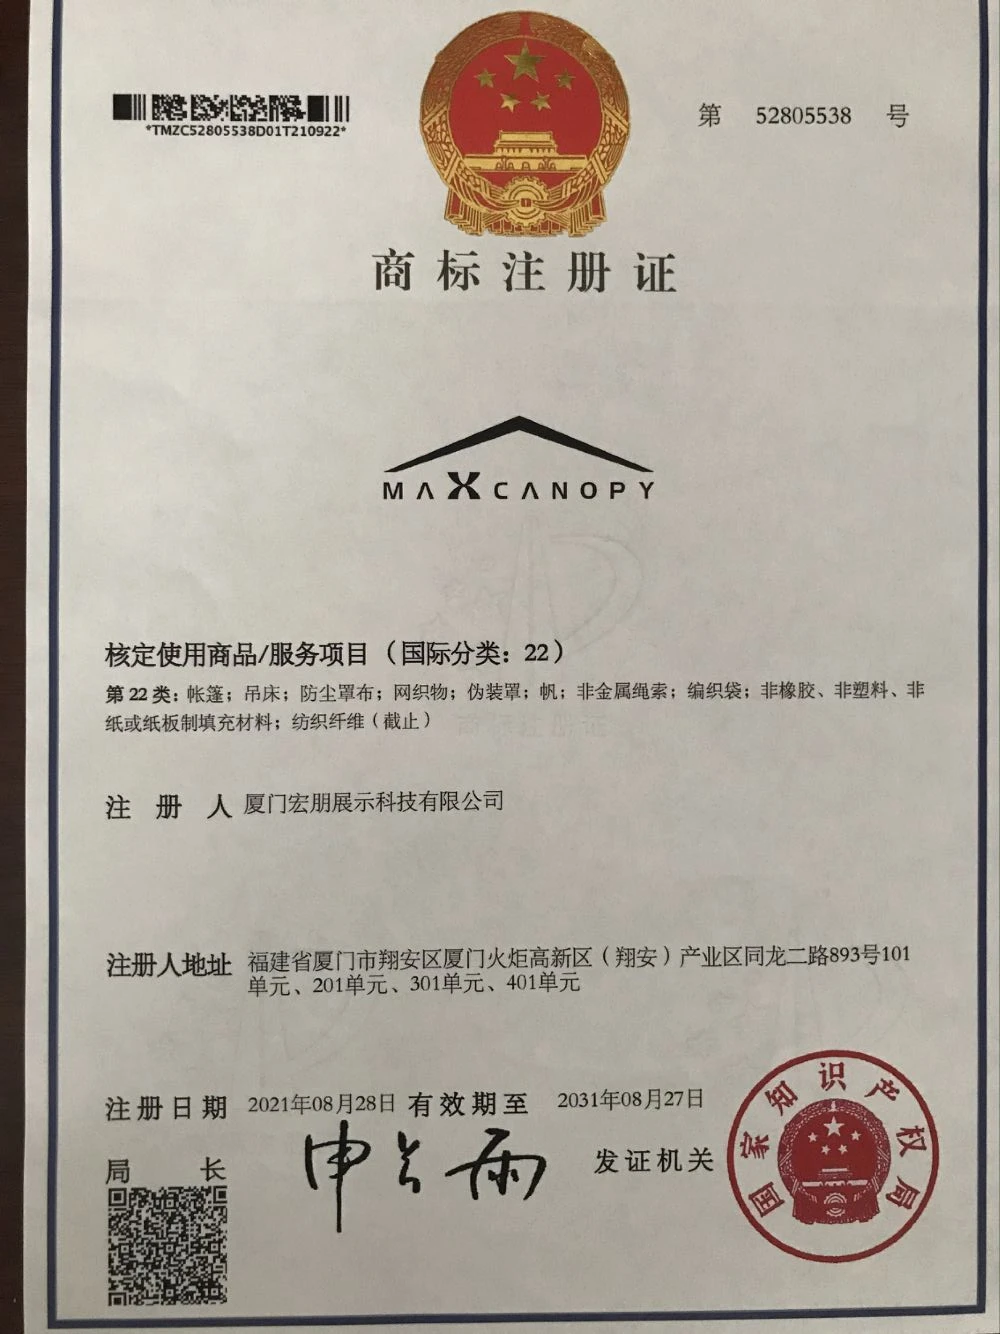 第 52805538 号
*TMZC52805538D01T210922*
商标注册证
MAXCANOPY
核定使用商品/服务项目（国际分类：22）
第 22 类：帐篷；吊床；防尘罩布；网织物；伪装罩；帆；非金属绳索；编织袋；非橡胶、非塑料、非
纸或纸板制填充材料；纺织纤维（截止）
注 册 人 厦门宏朋展示科技有限公司
注册人地址 福建省厦门市翔安区厦门火炬高新区（翔安）产业区同龙二路893号101
单元、201单元、301单元、401单元
注册日期 2021年08月28日 有效期至 2031年08月27日
局 长 申长雨 发证机关
国家知识产权局